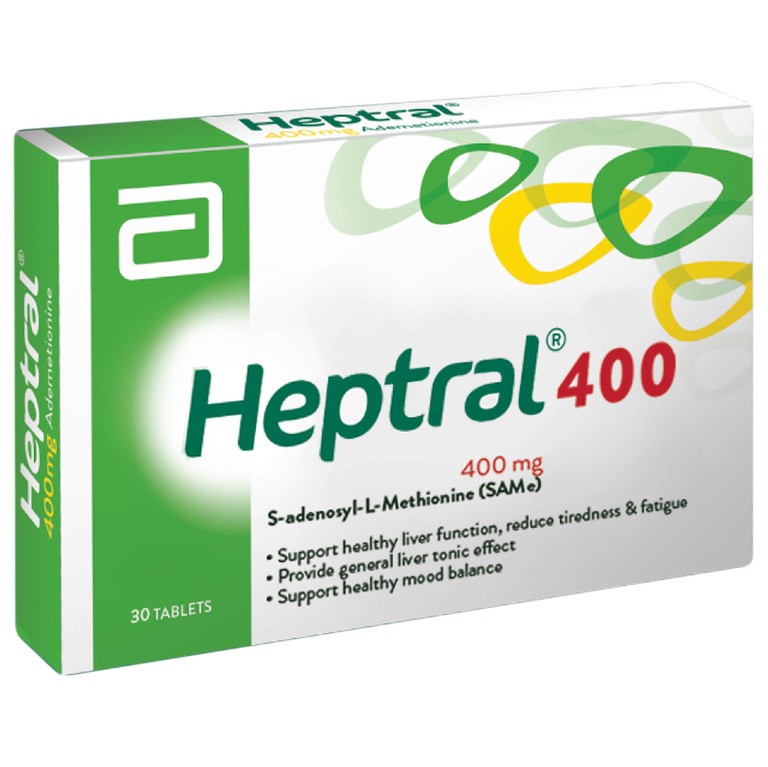 Heptral®
400mg Ademetionine
Heptral®
400mg Ademetionine
Heptral® 400
400 mg
S-adenosyl-L-Methionine (SAMe)
• Support healthy liver function, reduce tiredness & fatigue
• Provide general liver tonic effect
• Support healthy mood balance
30 TABLETS